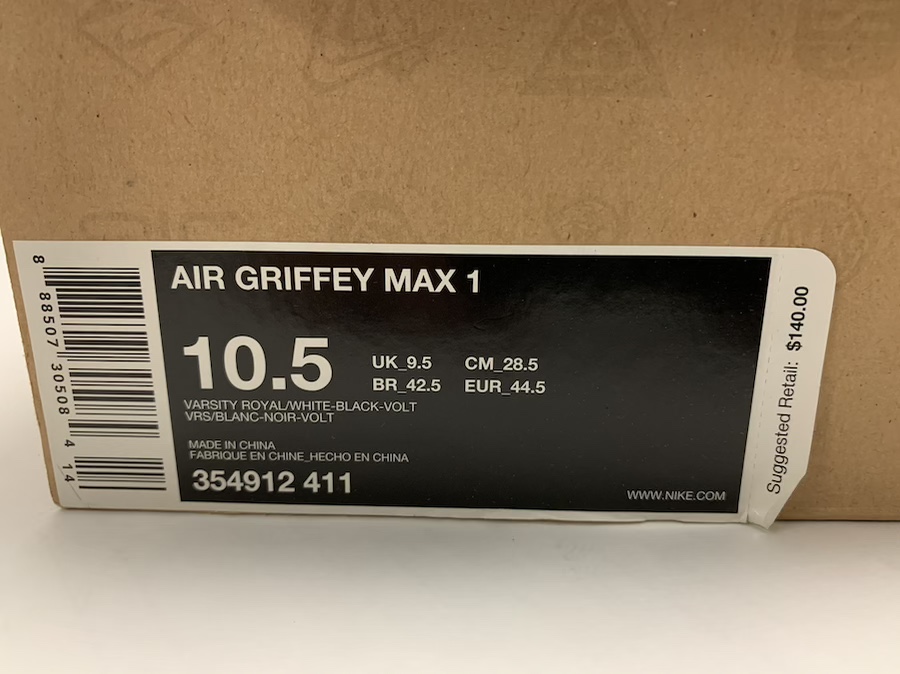 AIR GRIFFEY MAX 1
10.5
UK_9.5 CM_28.5
BR_42.5 EUR_44.5
VARSITY ROYAL/WHITE-BLACK-VOLT
VRS/BLANC-NOIR-VOLT
MADE IN CHINA
FABRIQUE EN CHINE_HECHO EN CHINA
354912 411
WWW.NIKE.COM
8 88507 30508 4 14
Suggested Retail: $140.00